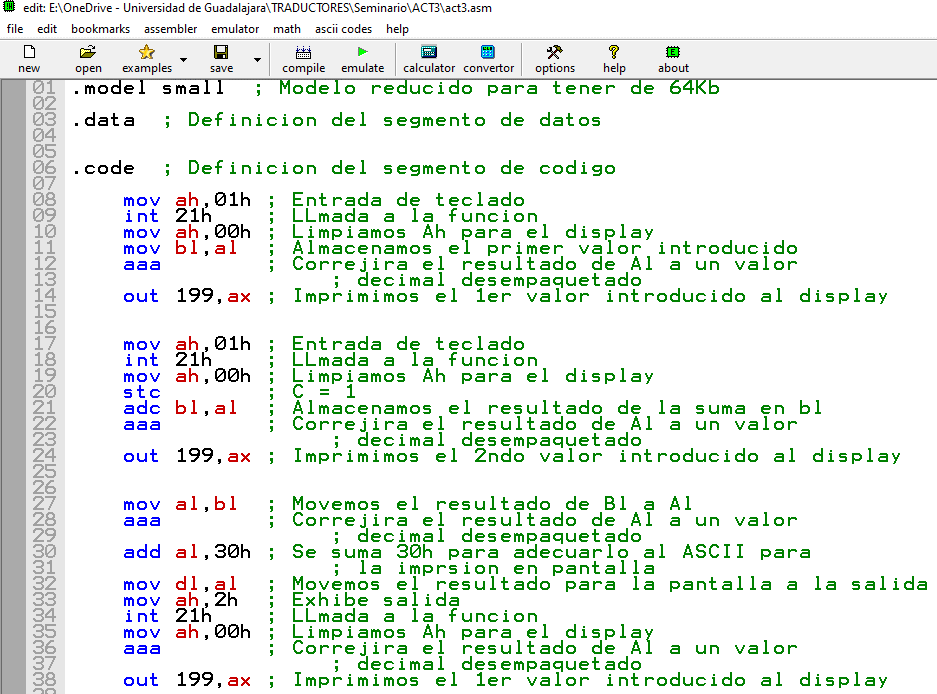 edit: E:\OneDrive - Universidad de Guadalajara\TRADUCTORES\Seminario\ACT3\act3.asm
file edit bookmarks assembler emulator math ascii codes help
new open examples save compile emulate calculator convertor options help about
01 .model small ; Modelo reducido para tener de 64Kb
02
03 .data ; Definicion del segmento de datos
04
05
06 .code ; Definicion del segmento de codigo
07
08 mov ah,01h ; Entrada de teclado
09 int 21h ; LLmada a la funcion
10 mov ah,00h ; Limpiamos Ah para el display
11 mov bl,al ; Almacenamos el primer valor introducido
12 aaa ; Correjira el resultado de Al a un valor
13 ; decimal desempaquetado
14 out 199,ax ; Imprimimos el 1er valor introducido al display
15
16
17 mov ah,01h ; Entrada de teclado
18 int 21h ; LLmada a la funcion
19 mov ah,00h ; Limpiamos Ah para el display
20 stc ; C = 1
21 adc bl,al ; Almacenamos el resultado de la suma en bl
22 aaa ; Correjira el resultado de Al a un valor
23 ; decimal desempaquetado
24 out 199,ax ; Imprimimos el 2ndo valor introducido al display
25
26
27 mov al,bl ; Movemos el resultado de Bl a Al
28 aaa ; Correjira el resultado de Al a un valor
29 ; decimal desempaquetado
30 add al,30h ; Se suma 30h para adecuarlo al ASCII para
31 ; la imprsion en pantalla
32 mov dl,al ; Movemos el resultado para la pantalla a la salida
33 mov ah,2h ; Exhibe salida
34 int 21h ; LLmada a la funcion
35 mov ah,00h ; Limpiamos Ah para el display
36 aaa ; Correjira el resultado de Al a un valor
37 ; decimal desempaquetado
38 out 199,ax ; Imprimimos el 1er valor introducido al display